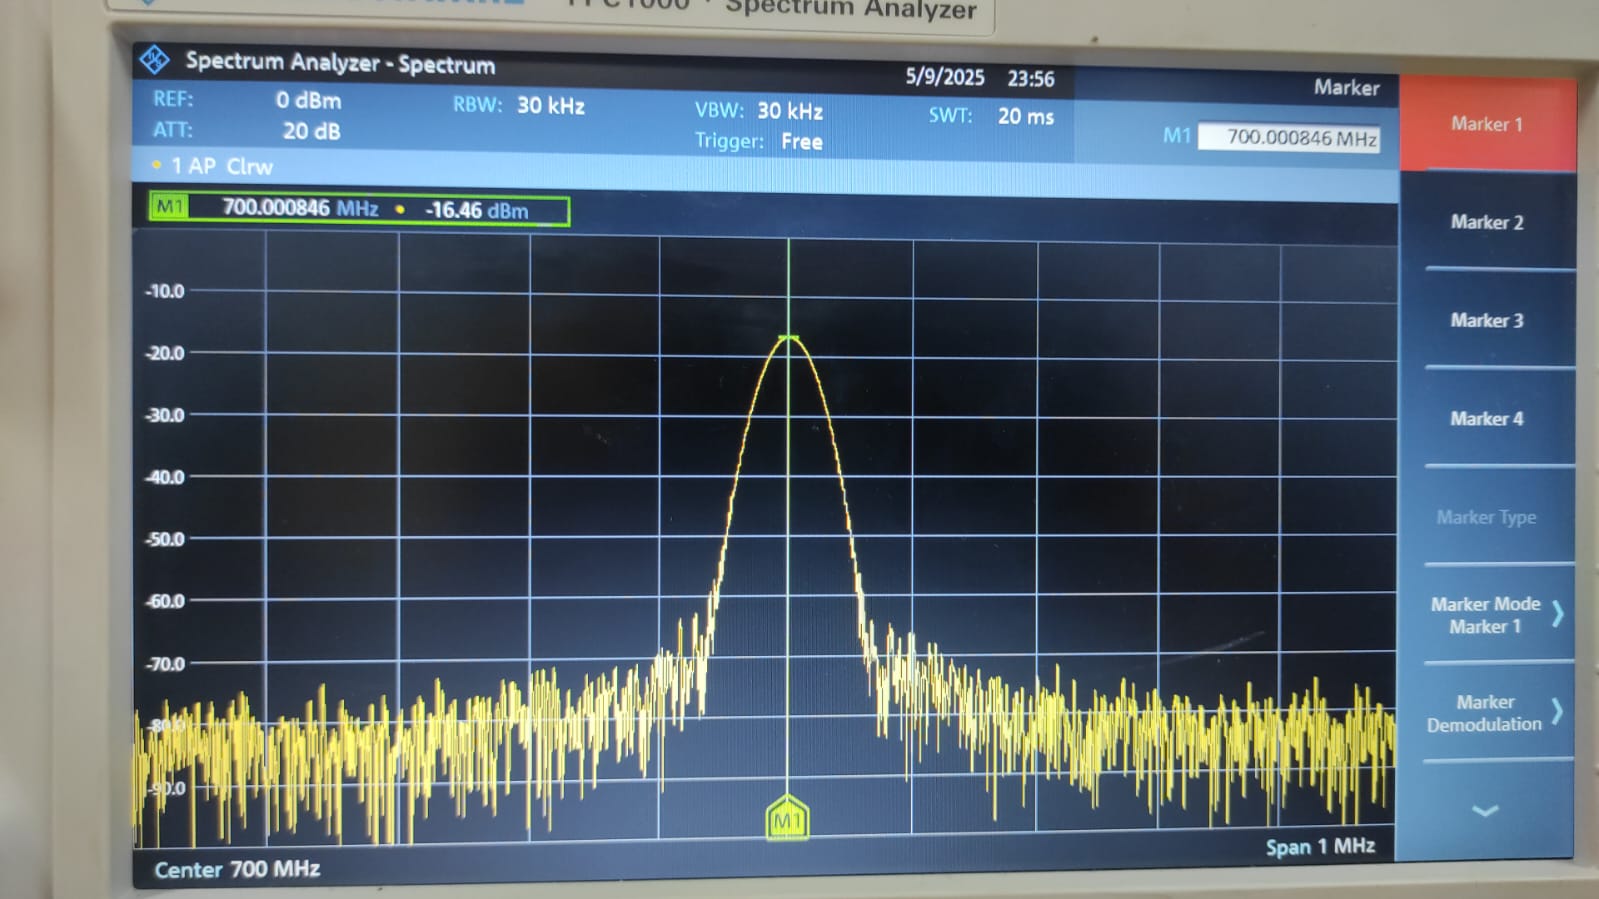 Spectrum Analyzer
Spectrum Analyzer - Spectrum
5/9/2025 23:56
Marker
REF: 0 dBm
RBW: 30 kHz
VBW: 30 kHz
SWT: 20 ms
ATT: 20 dB
Trigger: Free
M1 700.000846 MHz
1 AP Clrw
M1 700.000846 MHz -16.46 dBm
-10.0
-20.0
-30.0
-40.0
-50.0
-60.0
-70.0
-80.0
-90.0
M1
Center 700 MHz
Span 1 MHz
Marker 1
Marker 2
Marker 3
Marker 4
Marker Type
Marker Mode
Marker 1
Marker
Demodulation